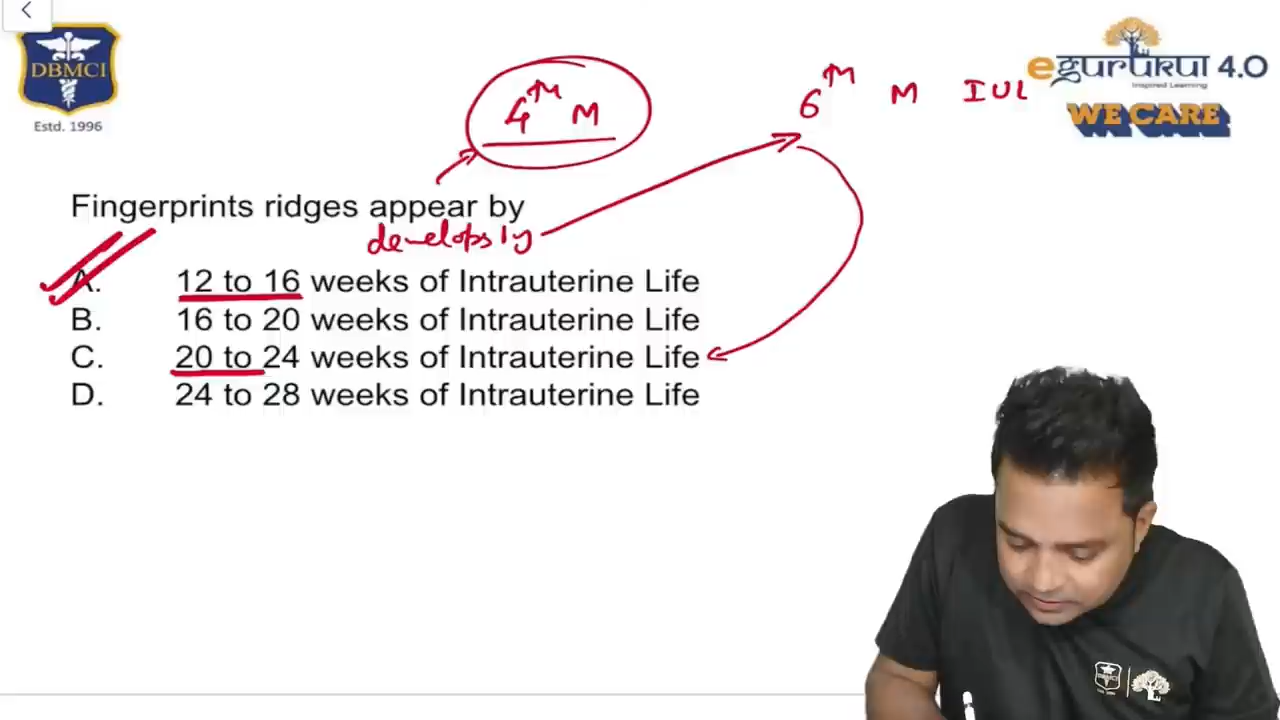 DBMCI
Estd. 1996
4th M
6th M IUL
eGurukul 4.0
Inspired Learning
WE CARE
Fingerprints ridges appear by
develops by
A. 12 to 16 weeks of Intrauterine Life
B. 16 to 20 weeks of Intrauterine Life
C. 20 to 24 weeks of Intrauterine Life
D. 24 to 28 weeks of Intrauterine Life